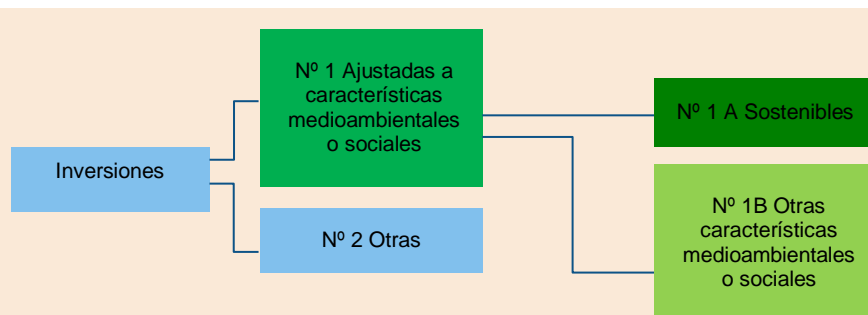 Inversiones
Nº 1 Ajustadas a
características
medioambientales
o sociales
Nº 2 Otras
Nº 1 A Sostenibles
Nº 1B Otras
características
medioambientales
o sociales